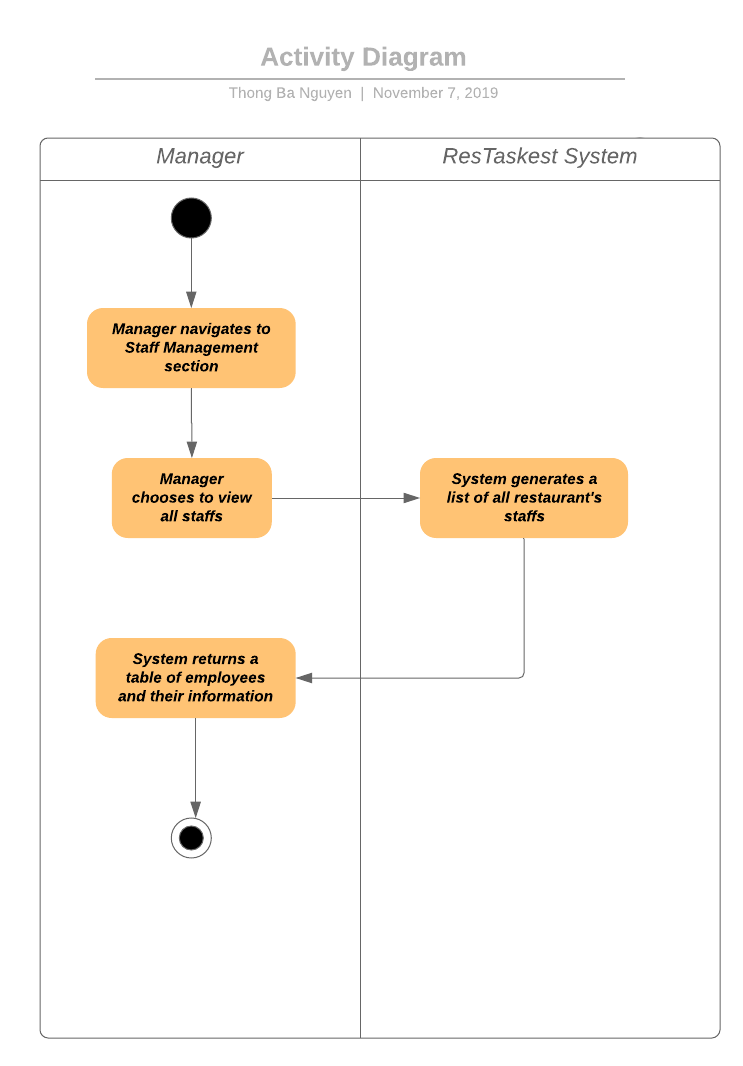 Activity Diagram
Thong Ba Nguyen | November 7, 2019
Manager
ResTaskest System
Manager navigates to
Staff Management
section
Manager
chooses to view
all staffs
System generates a
list of all restaurant's
staffs
System returns a
table of employees
and their information